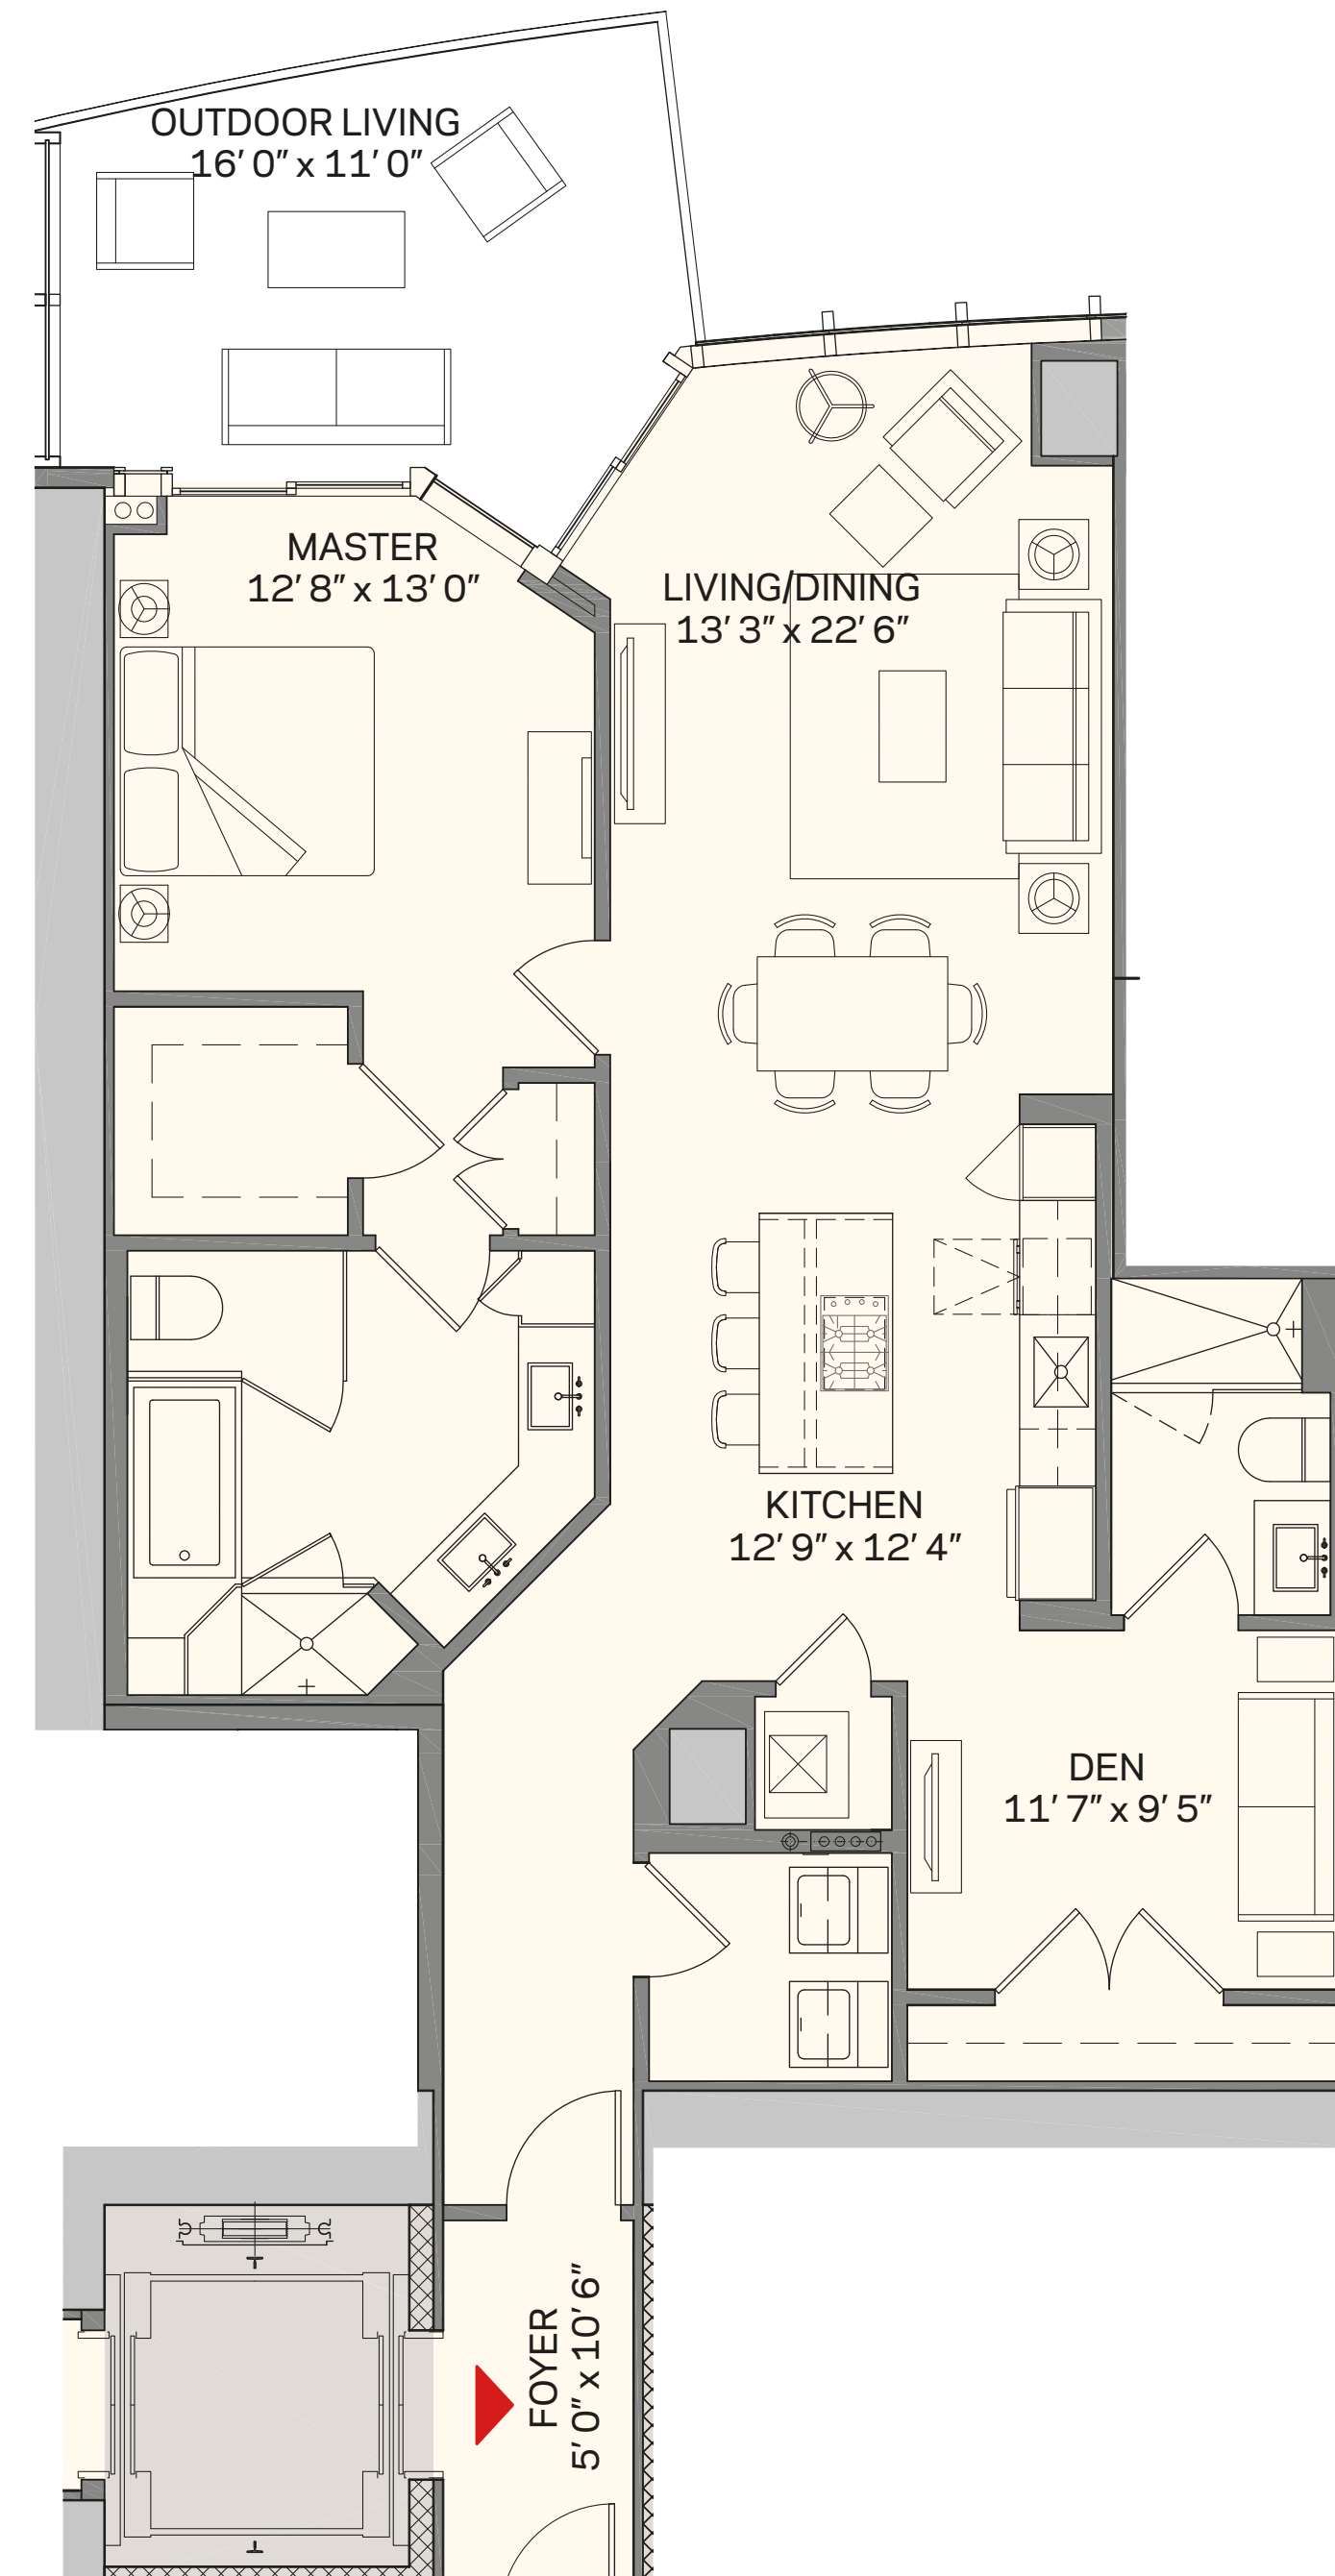 OUTDOOR LIVING
16′ 0″ x 11′ 0″
MASTER
12′ 8″ x 13′ 0″
LIVING/DINING
13′ 3″ x 22′ 6″
KITCHEN
12′ 9″ x 12′ 4″
DEN
11′ 7″ x 9′ 5″
FOYER
5′ 0″ x 10′ 6″